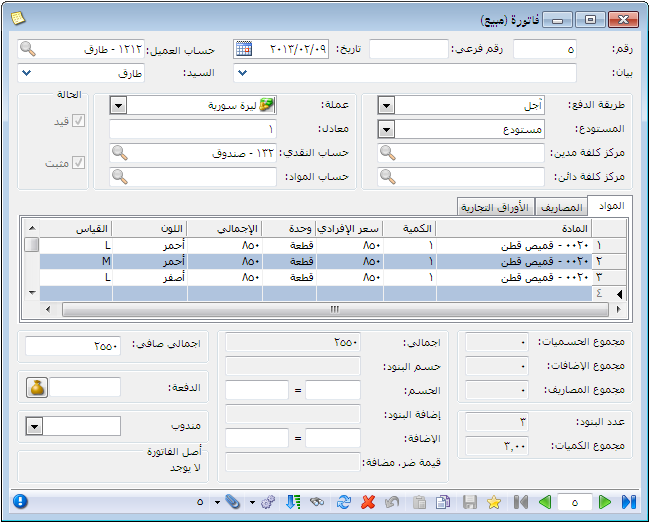 فاتورة (مبيع)
رقم: ٥ رقم فرعي: تاريخ: ٢٠١٣/٠٢/٠٩ حساب العميل: ١٢١٢ - طارق
بيان: السيد: طارق
طريقة الدفع: آجل عملة: ليرة سورية الحالة
المستودع: مستودع معادل: ١ قيد
مركز كلفة مدين: حساب النقدي: ١٣٢ - صندوق
مركز كلفة دائن: حساب المواد: مثبت
المواد المصاريف الأوراق التجارية
المادة الكمية سعر الإفرادي وحدة الإجمالي اللون القياس
١ ٠٠٢٠ - قميص قطن ١ ٨٥٠ قطعة ٨٥٠ أحمر L
٢ ٠٠٢٠ - قميص قطن ١ ٨٥٠ قطعة ٨٥٠ أحمر M
٣ ٠٠٢٠ - قميص قطن ١ ٨٥٠ قطعة ٨٥٠ أصفر L
٤
مجموع الحسميات: ٠ اجمالي: ٢٥٥٠ اجمالي صافي: ٢٥٥٠
مجموع الإضافات: ٠ حسم البنود:
مجموع المصاريف: ٠ الحسم: = الدفعة:
عدد البنود: ٣ إضافة البنود: مندوب
مجموع الكميات: ٣,٠٠ الإضافة: =
قيمة ضر. مضافة: أصل الفاتورة
لا يوجد
٥ ٥